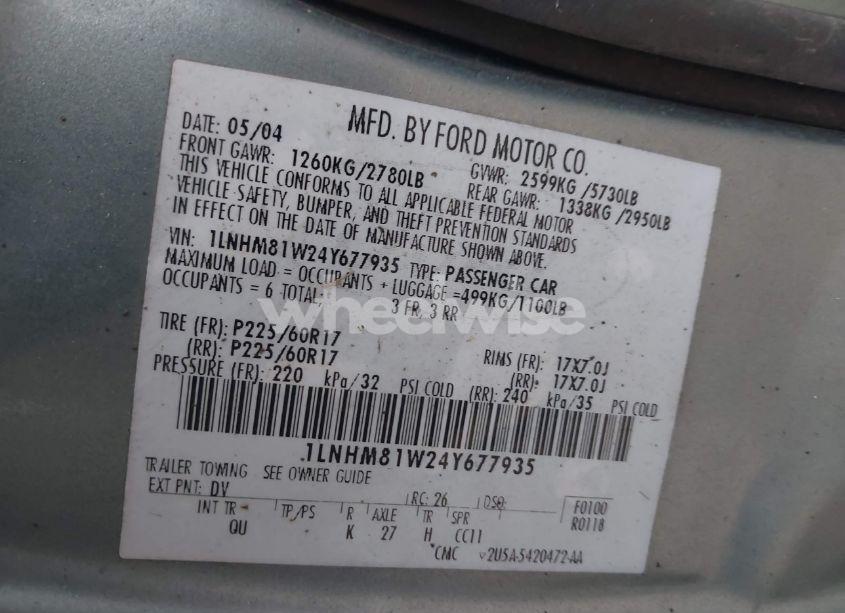 MFD. BY FORD MOTOR CO.
DATE: 05/04
FRONT GAWR: 1260KG/2780LB
GVWR: 2599KG /5730LB
REAR GAWR: 1338KG /2950LB
THIS VEHICLE CONFORMS TO ALL APPLICABLE FEDERAL MOTOR
VEHICLE SAFETY, BUMPER, AND THEFT PREVENTION STANDARDS
IN EFFECT ON THE DATE OF MANUFACTURE SHOWN ABOVE.
VIN: 1LNHM81W24Y677935 TYPE: PASSENGER CAR
MAXIMUM LOAD = OCCUPANTS + LUGGAGE =499KG/1100LB
OCCUPANTS = 6 TOTAL; 3 FR, 3 RR
wheelwise
TIRE (FR): P225/60R17 RIMS (FR): 17X7.0J
(RR): P225/60R17 (RR): 17X7.0J
PRESSURE (FR): 220 kPa/32 PSI COLD (RR): 240 kPa/35 PSI COLD
1LNHM81W24Y677935
TRAILER TOWING SEE OWNER GUIDE
EXT PNT: DV RC: 26 DSO: F0100
INT TR TP/PS R AXLE TR SPR R0118
QU K 27 H CC11
CMC 2U5A-5420472-AA